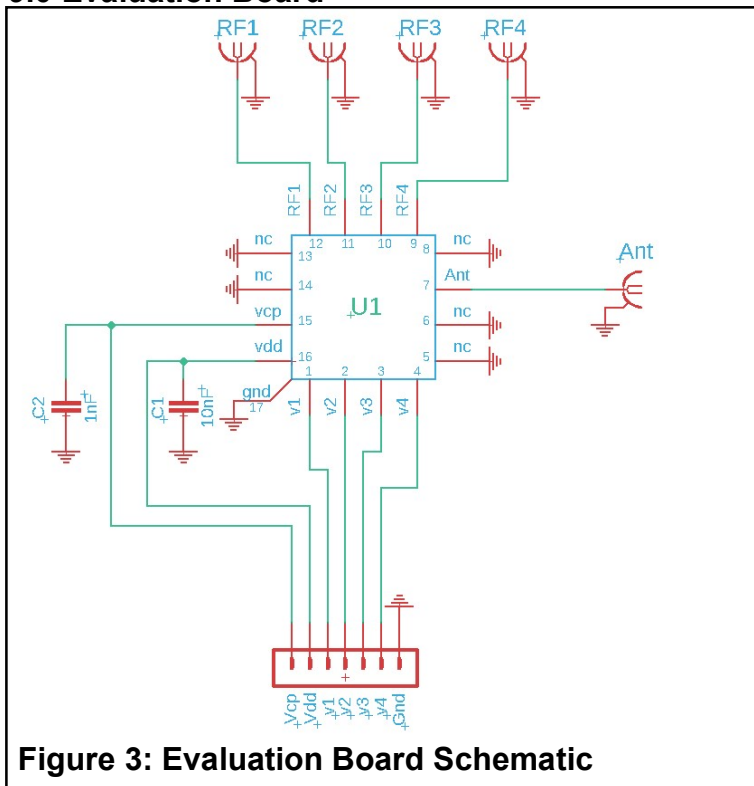 RF1 RF2 RF3 RF4
RF1 RF2 RF3 RF4
12 11 10 9
nc 13 8 nc
Ant
nc 14 7 Ant
U1
vcp 15 6 nc
vdd 16 5 nc
1 2 3 4
gnd
17
v1 v2 v3 v4
C2 1nF C1 10nF
Vcp Vdd v1 v2 v3 v4 Gnd
Figure 3: Evaluation Board Schematic